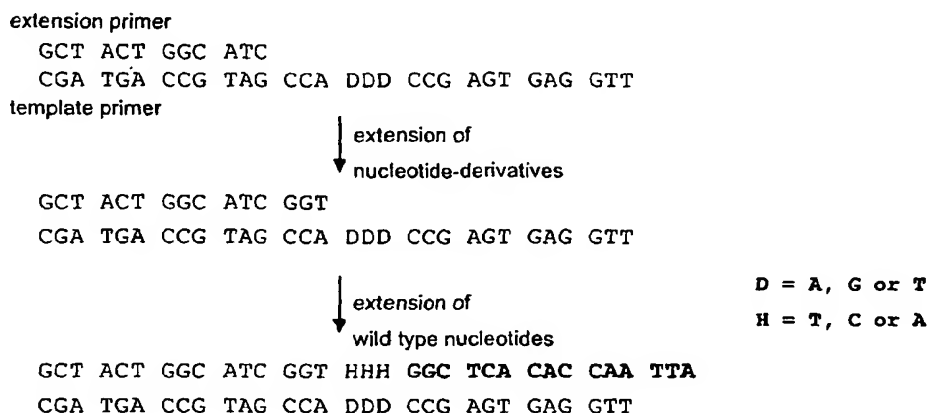 extension primer
GCT ACT GGC ATC
CGA TGA CCG TAG CCA DDD CCG AGT GAG GTT
template primer
extension of
nucleotide-derivatives
GCT ACT GGC ATC GGT
CGA TGA CCG TAG CCA DDD CCG AGT GAG GTT
D = A, G or T
H = T, C or A
extension of
wild type nucleotides
GCT ACT GGC ATC GGT HHH GGC TCA CAC CAA TTA
CGA TGA CCG TAG CCA DDD CCG AGT GAG GTT